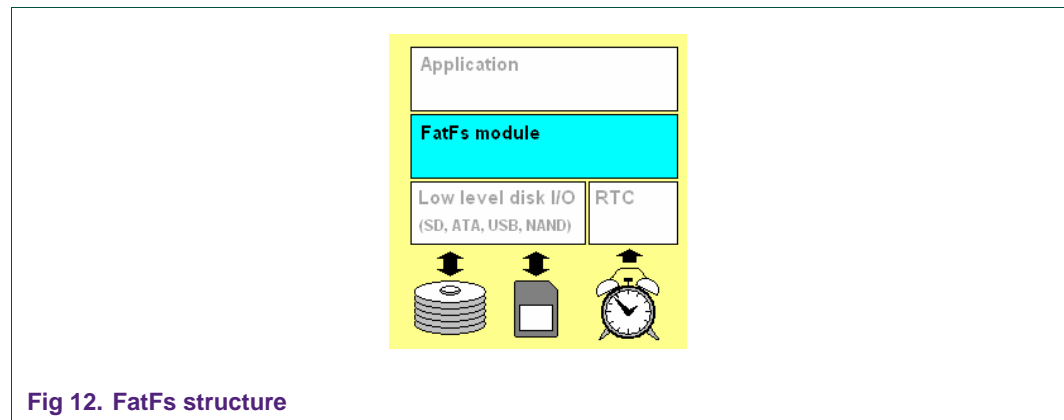 Application
FatFs module
Low level disk I/O
(SD, ATA, USB, NAND)
RTC
Fig 12. FatFs structure